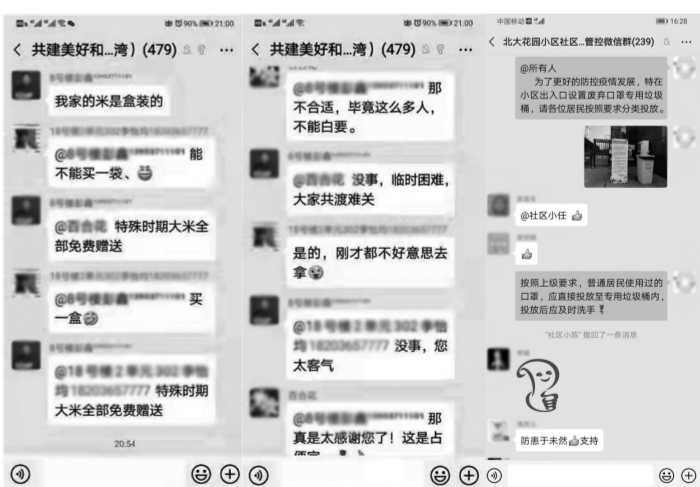 21:00
共建美好和...湾）(479)
我家的米是盒装的
能
不能买一袋、
@百合花 特殊时期大米全
部免费赠送
买
一盒
特殊时期
大米全部免费赠送
20:54
90% 21:00
共建美好和...湾）(479)
那
不合适，毕竟这么多人，
不能白要。
@百合花 没事，临时困难，
大家共渡难关
是的，刚才都不好意思去
拿
没事，您
太客气
百合花
那
真是太感谢您了！这是占
中国移动 16:28
北大花园小区社区...管控微信群(239)
@所有人
为了更好的防控疫情发展，特在
小区出入口设置废弃口罩专用垃圾
桶，请各位居民按照要求分类投放。
@社区小任
按照上级要求，普通居民使用过的
口罩，应直接投放至专用垃圾桶内，
投放后应及时洗手
"社区小陈" 撤回了一条消息
防患于未然 支持